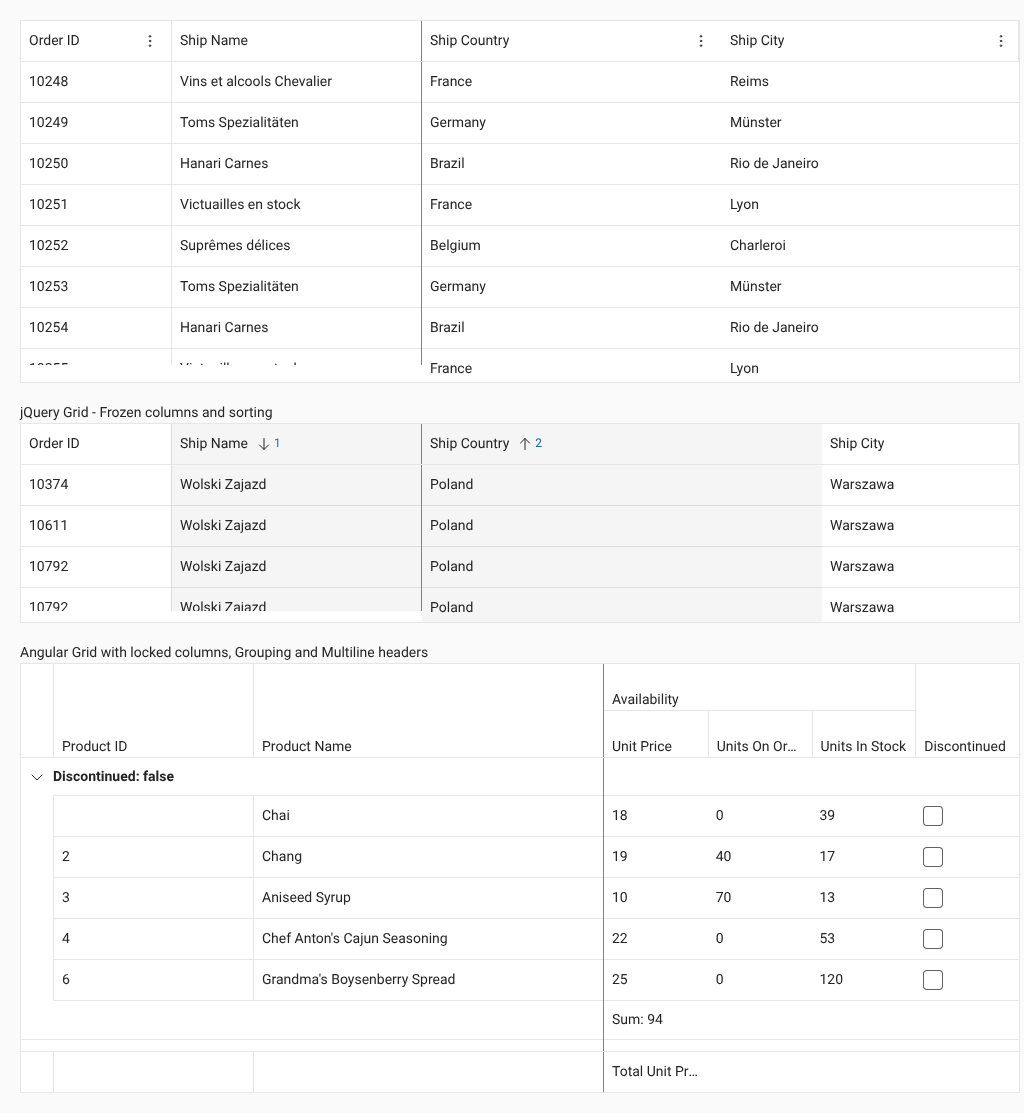 Order ID Ship Name Ship Country Ship City
10248 Vins et alcools Chevalier France Reims
10249 Toms Spezialitäten Germany Münster
10250 Hanari Carnes Brazil Rio de Janeiro
10251 Victuailles en stock France Lyon
10252 Suprêmes délices Belgium Charleroi
10253 Toms Spezialitäten Germany Münster
10254 Hanari Carnes Brazil Rio de Janeiro
France Lyon
jQuery Grid - Frozen columns and sorting
Order ID Ship Name 1 Ship Country 2 Ship City
10374 Wolski Zajazd Poland Warszawa
10611 Wolski Zajazd Poland Warszawa
10792 Wolski Zajazd Poland Warszawa
10792 Wolski Zajazd Poland Warszawa
Angular Grid with locked columns, Grouping and Multiline headers
Availability
Product ID Product Name Unit Price Units On Or... Units In Stock Discontinued
Discontinued: false
Chai 18 0 39
2 Chang 19 40 17
3 Aniseed Syrup 10 70 13
4 Chef Anton's Cajun Seasoning 22 0 53
6 Grandma's Boysenberry Spread 25 0 120
Sum: 94
Total Unit Pr...